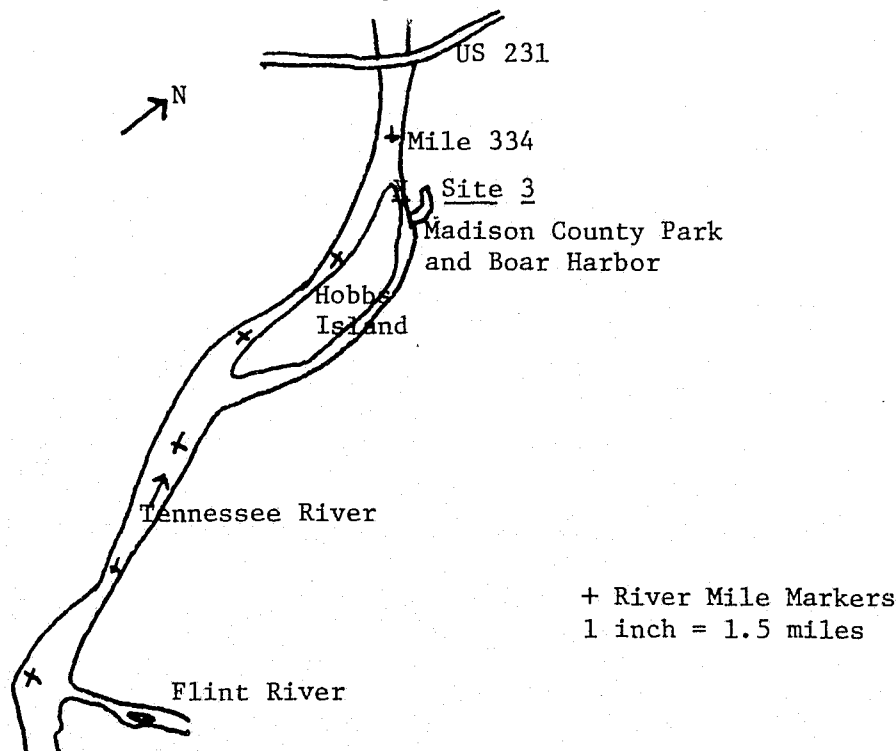 US 231
N
+ Mile 334
X Site 3
Madison County Park
and Boar Harbor
Hobbs
Island
Tennessee River
+ River Mile Markers
1 inch = 1.5 miles
Flint River